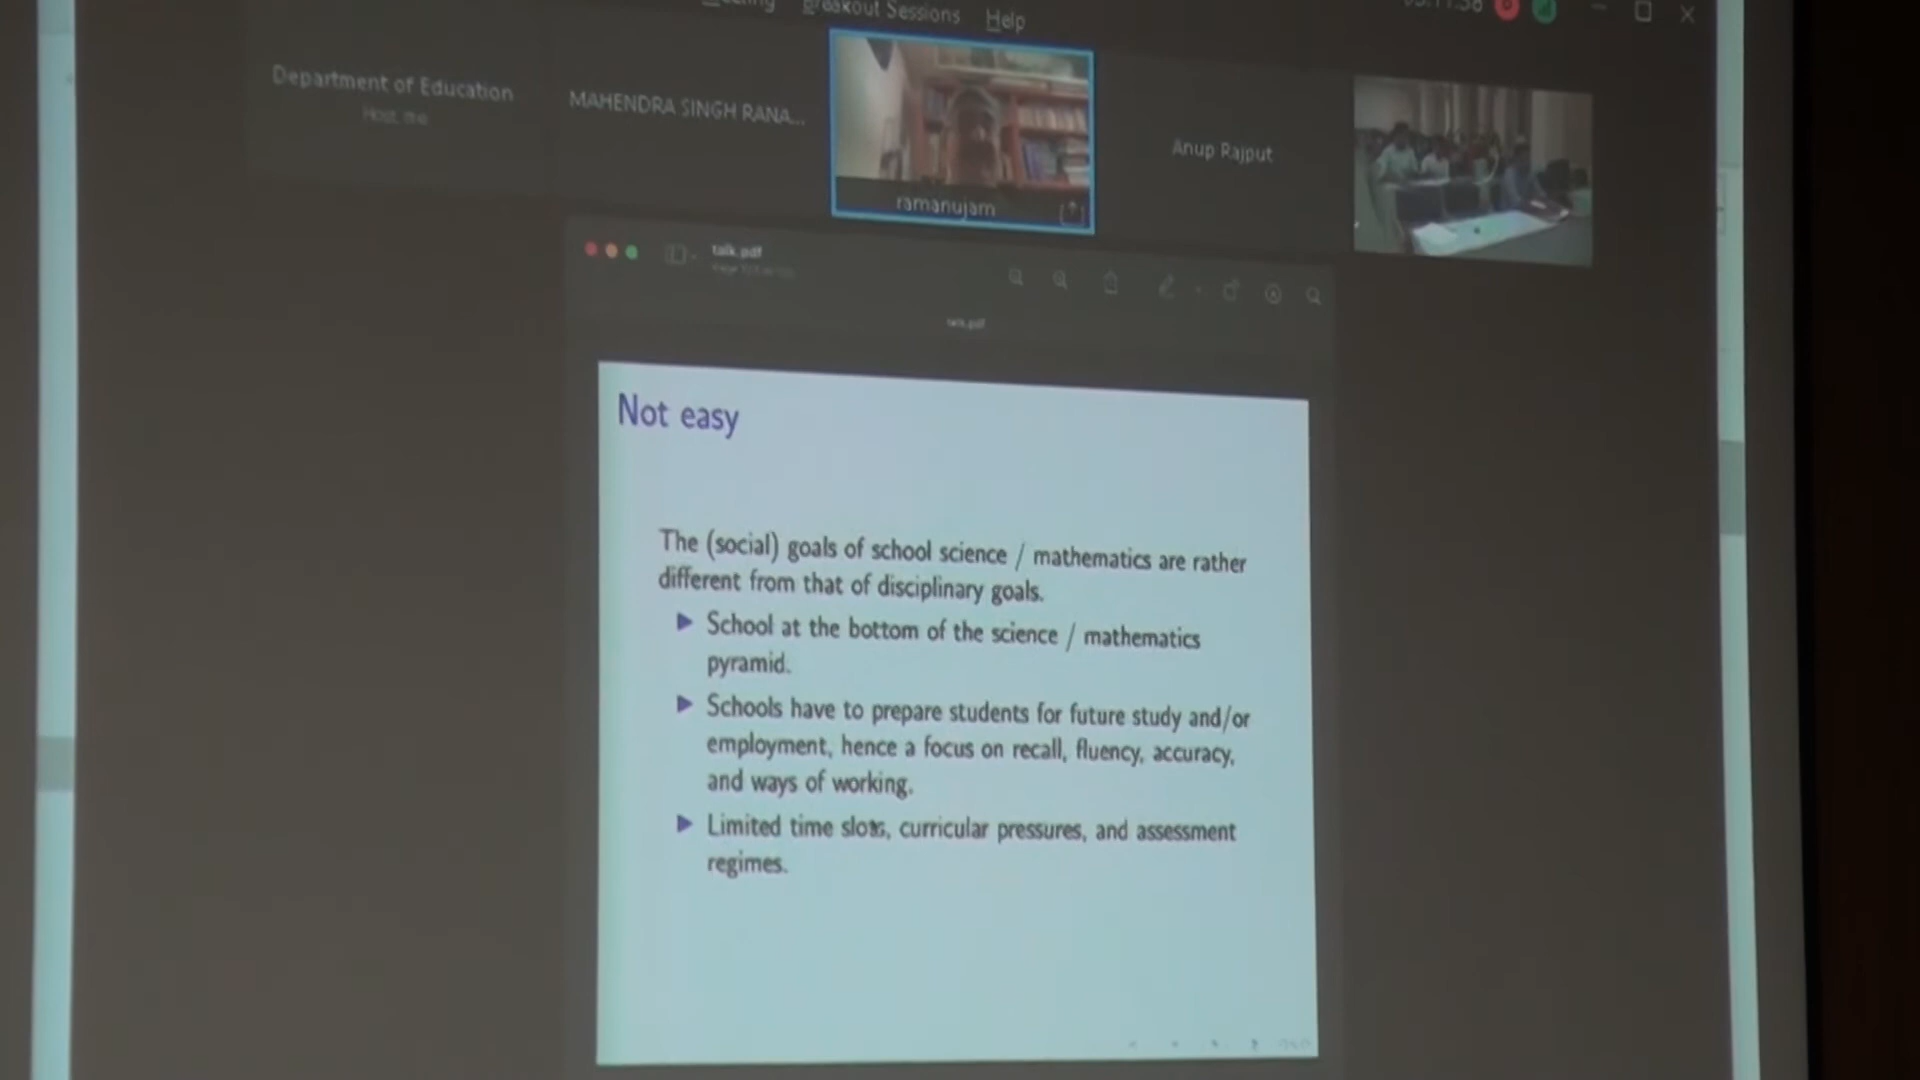 Breakout Sessions Help
Department of Education
MAHENDRA SINGH RANA...
ramanujam
Anup Rajput
talk.pdf
talk.pdf
Not easy
The (social) goals of school science / mathematics are rather
different from that of disciplinary goals.
School at the bottom of the science / mathematics
pyramid.
Schools have to prepare students for future study and/or
employment, hence a focus on recall, fluency, accuracy,
and ways of working.
Limited time slots, curricular pressures, and assessment
regimes.